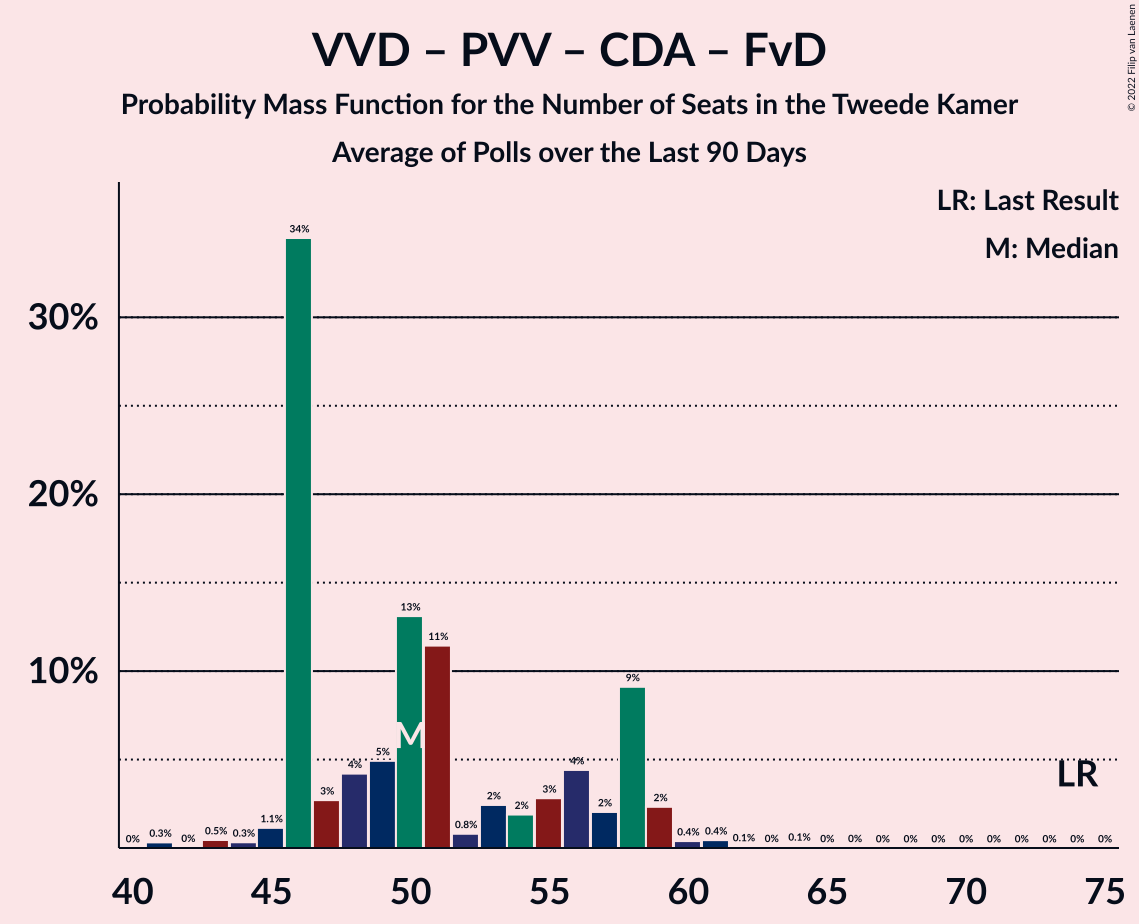 VVD – PVV – CDA – FvD
Probability Mass Function for the Number of Seats in the Tweede Kamer
Average of Polls over the Last 90 Days
© 2022 Filip van Laenen
LR: Last Result
M: Median
30%
20%
10%
0% 0.3% 0% 0.5% 0.3% 1.1% 34% 3% 4% 5% 13% 11% 0.8% 2% 2% 3% 4% 2% 9% 2% 0.4% 0.4% 0.1% 0% 0.1% 0% 0% 0% 0% 0% 0% 0% 0% 0% 0% 0%
M
LR
40 45 50 55 60 65 70 75